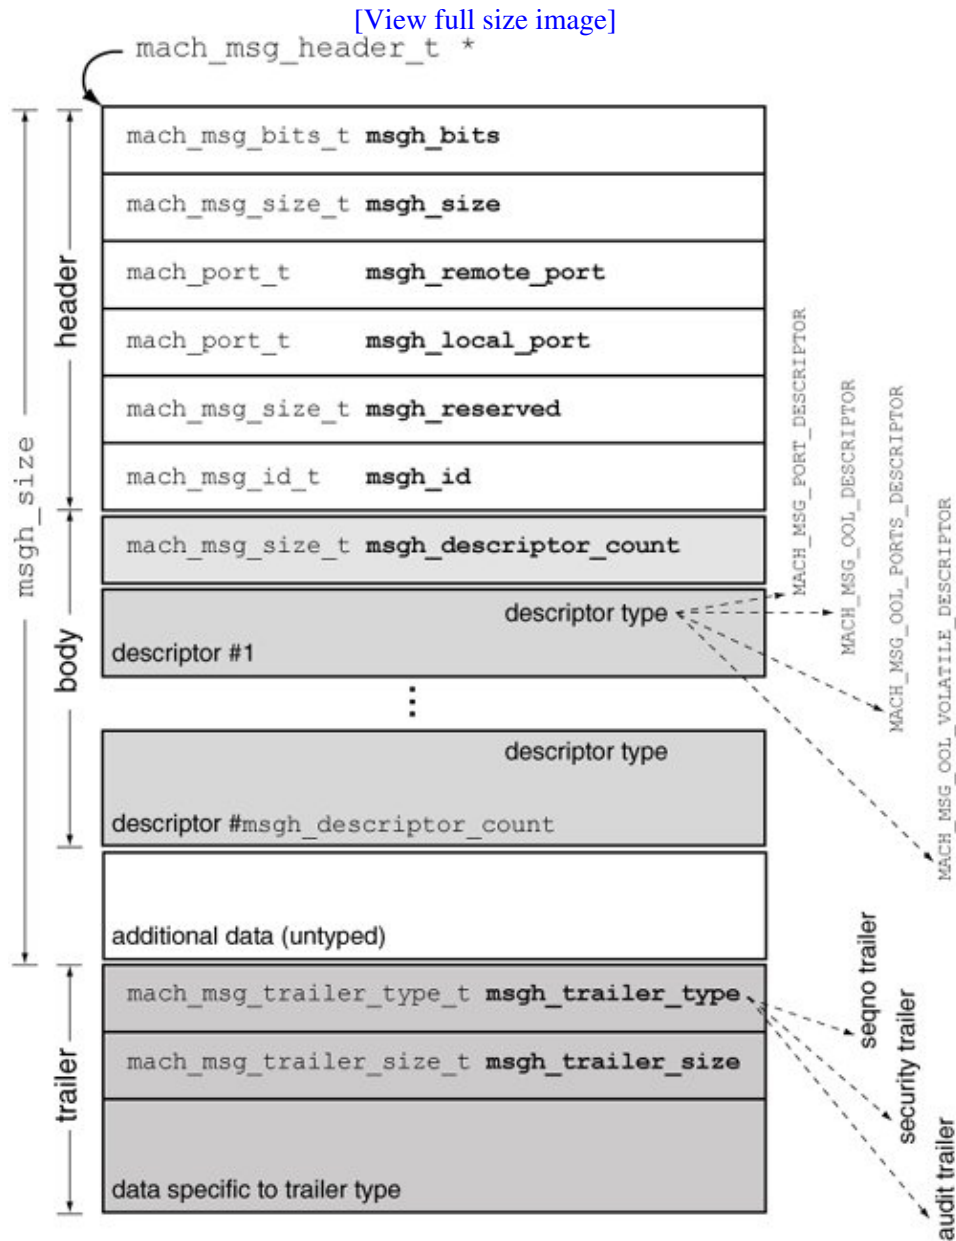 [View full size image]
mach_msg_header_t *
mach_msg_bits_t msgh_bits
mach_msg_size_t msgh_size
mach_port_t msgh_remote_port
mach_port_t msgh_local_port
mach_msg_size_t msgh_reserved
mach_msg_id_t msgh_id
header
msgh_size
mach_msg_size_t msgh_descriptor_count
descriptor type
descriptor #1
body
⋮
descriptor type
descriptor #msgh_descriptor_count
MACH_MSG_PORT_DESCRIPTOR
MACH_MSG_OOL_DESCRIPTOR
MACH_MSG_OOL_PORTS_DESCRIPTOR
MACH_MSG_OOL_VOLATILE_DESCRIPTOR
additional data (untyped)
mach_msg_trailer_type_t msgh_trailer_type
mach_msg_trailer_size_t msgh_trailer_size
trailer
data specific to trailer type
seqno trailer
security trailer
audit trailer